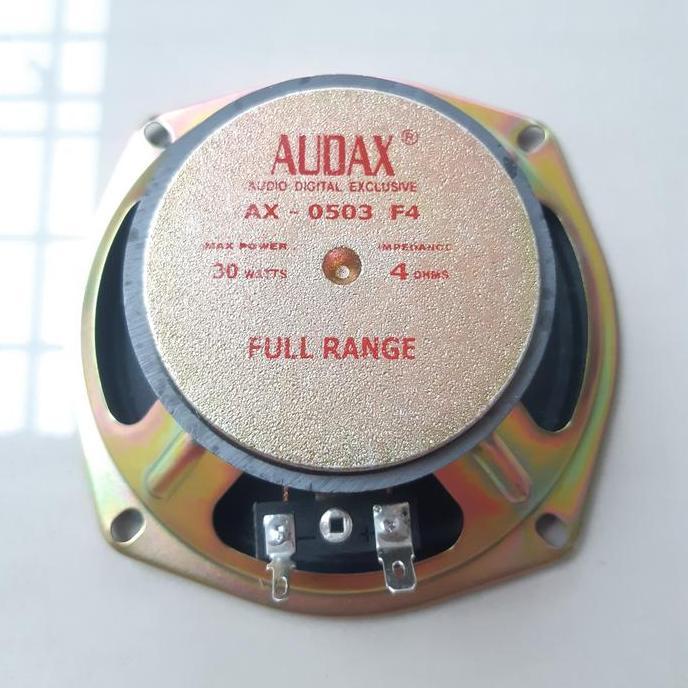 AUDAX®
AUDIO DIGITAL EXCLUSIVE
AX - 0503 F4
MAX POWER IMPEDANCE
30 WATTS 4 OHMS
FULL RANGE
- +